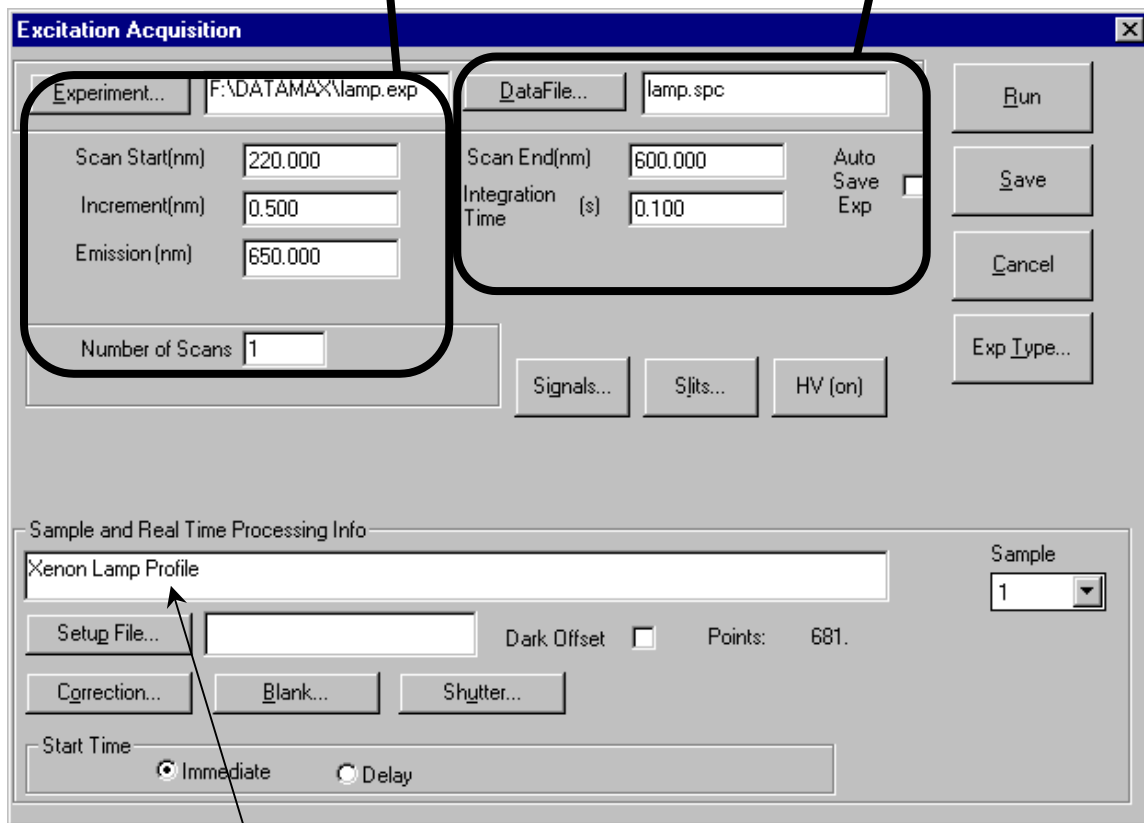 Excitation Acquisition
Experiment... F:\DATAMAX\lamp.exp DataFile... lamp.spc Run
Scan Start(nm) 220.000 Scan End(nm) 600.000 Auto Save Exp Save
Increment(nm) 0.500 Integration Time (s) 0.100
Emission (nm) 650.000 Cancel
Number of Scans 1 Exp Type...
Signals... Slits... HV (on)
Sample and Real Time Processing Info
Xenon Lamp Profile Sample
1
Setup File... Dark Offset Points: 681.
Correction... Blank... Shutter...
Start Time
Immediate Delay